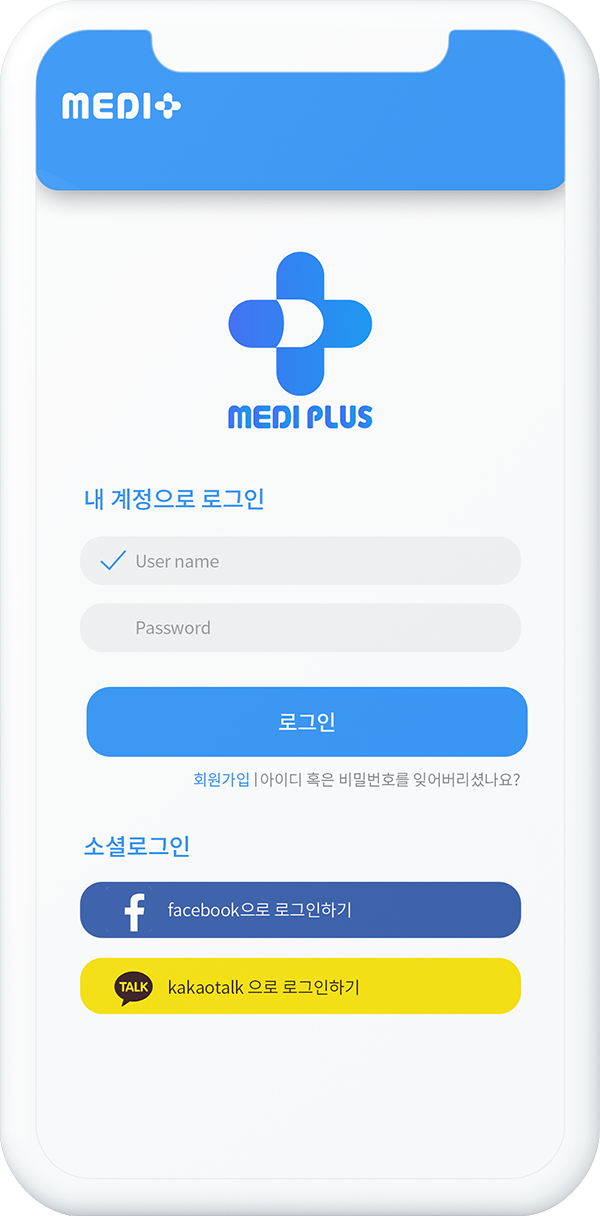 MEDI
MEDI PLUS
내 계정으로 로그인
User name
Password
로그인
회원가입 | 아이디 혹은 비밀번호를 잊어버리셨나요?
소셜로그인
facebook으로 로그인하기
TALK kakaotalk 으로 로그인하기